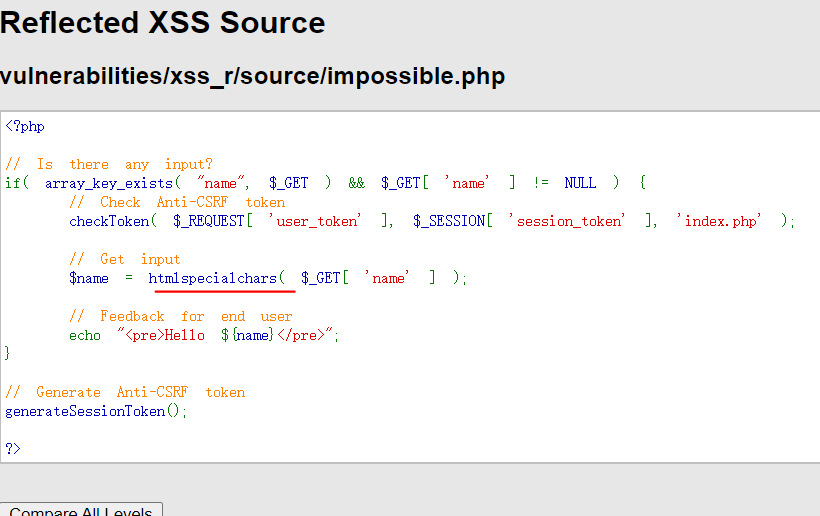 Reflected XSS Source
vulnerabilities/xss_r/source/impossible.php
<?php
// Is there any input?
if( array_key_exists( "name", $_GET ) && $_GET[ 'name' ] != NULL ) {
// Check Anti-CSRF token
checkToken( $_REQUEST[ 'user_token' ], $_SESSION[ 'session_token' ], 'index.php' );
// Get input
$name = htmlspecialchars( $_GET[ 'name' ] );
// Feedback for end user
echo "<pre>Hello ${name}</pre>";
}
// Generate Anti-CSRF token
generateSessionToken();
?>
Compare All Levels